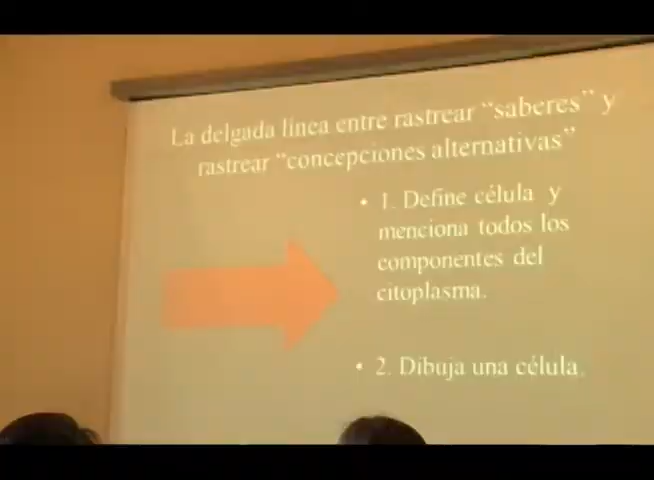 La delgada línea entre rastrear “saberes” y
rastrear “concepciones alternativas”
• 1. Define célula y
menciona todos los
componentes del
citoplasma.
• 2. Dibuja una célula.